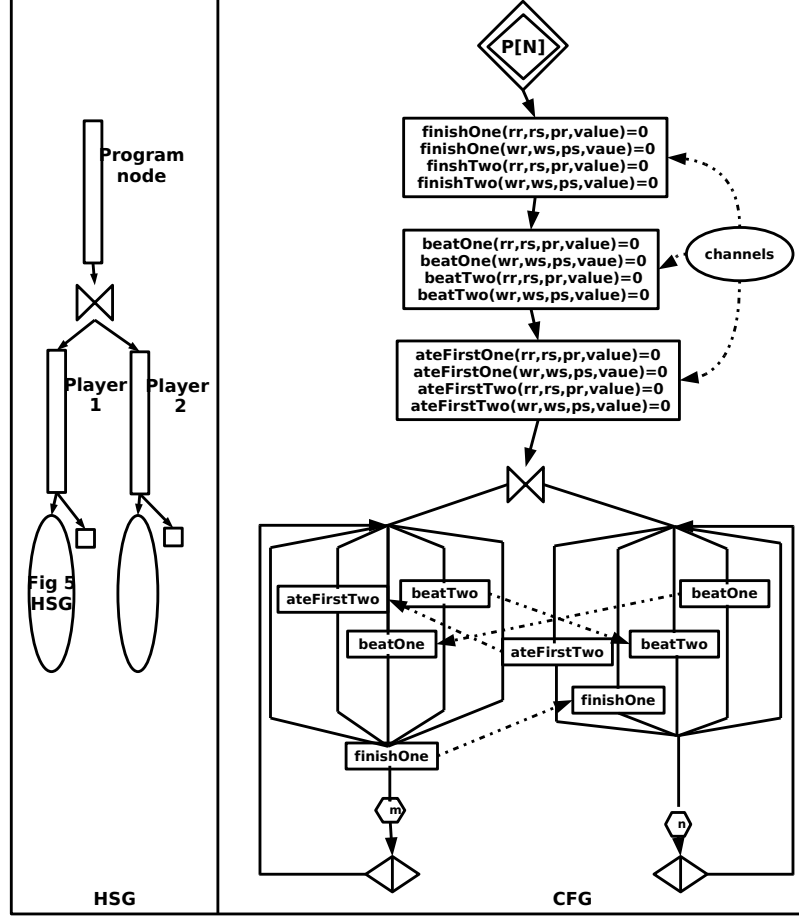 Program
node
Player
1
Player
2
Fig 5
HSG
HSG
P[N]
finishOne(rr,rs,pr,value)=0
finishOne(wr,ws,ps,vaue)=0
finshTwo(rr,rs,pr,value)=0
finishTwo(wr,ws,ps,vaue)=0
beatOne(rr,rs,pr,value)=0
beatOne(wr,ws,ps,vaue)=0
beatTwo(rr,rs,pr,value)=0
beatTwo(wr,ws,ps,value)=0
channels
ateFirstOne(rr,rs,pr,value)=0
ateFirstOne(wr,ws,ps,vaue)=0
ateFirstTwo(rr,rs,pr,value)=0
ateFirstTwo(wr,ws,ps,value)=0
ateFirstTwo
beatTwo
beatOne
beatOne
ateFirstTwo
beatTwo
finishOne
finishOne
m
n
CFG